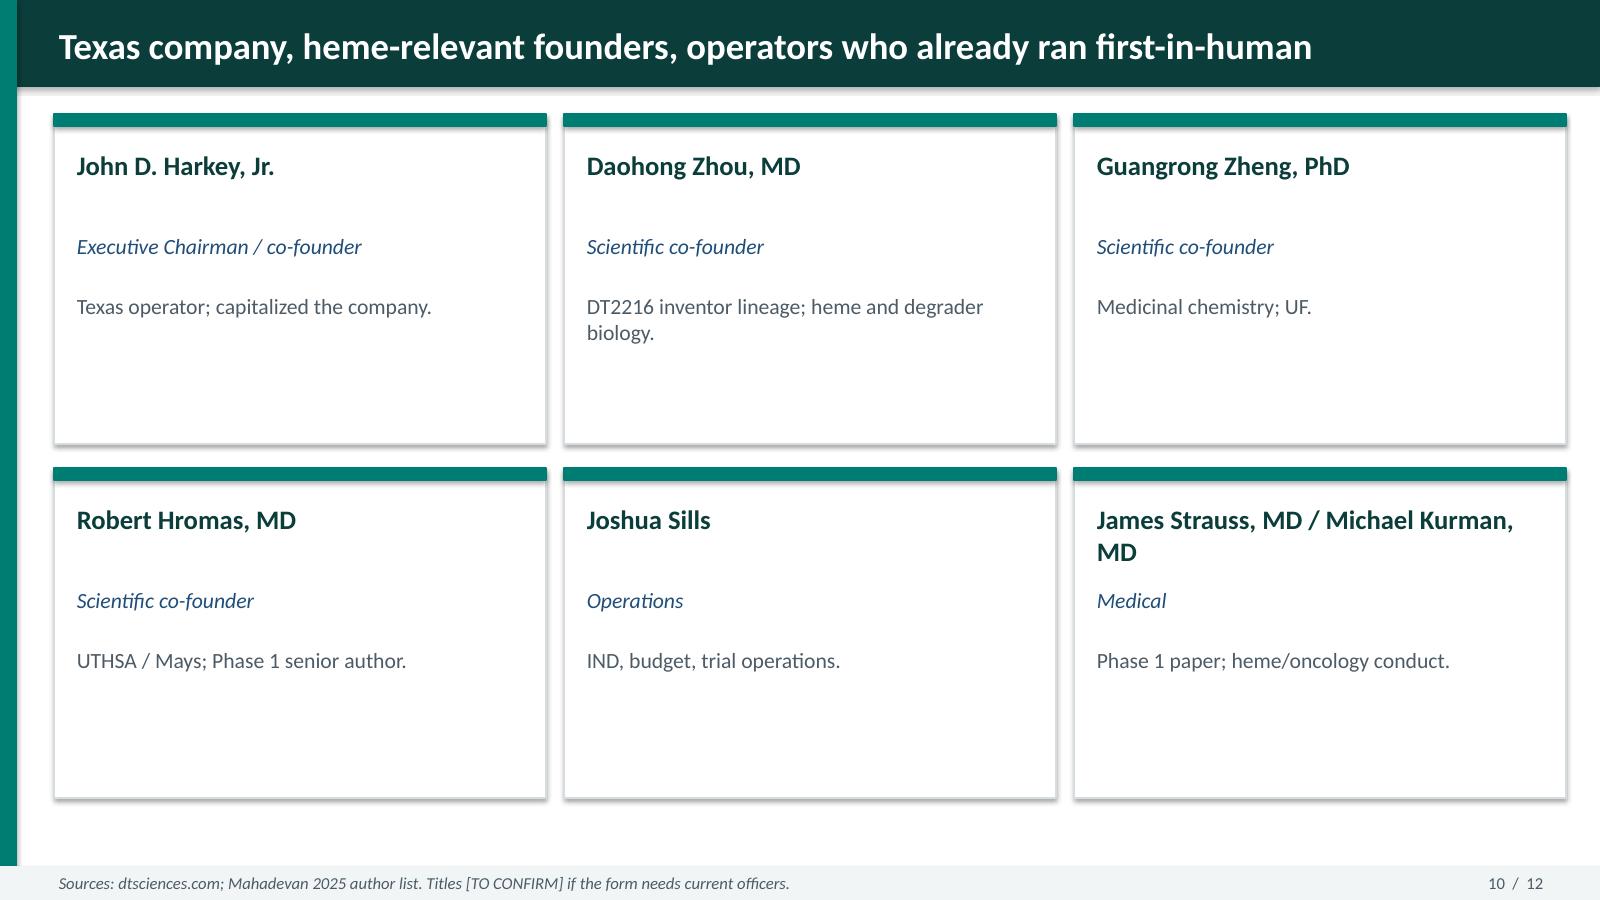 Texas company, heme-relevant founders, operators who already ran first-in-human
John D. Harkey, Jr.
Executive Chairman / co-founder
Texas operator; capitalized the company.
Daohong Zhou, MD
Scientific co-founder
DT2216 inventor lineage; heme and degrader
biology.
Guangrong Zheng, PhD
Scientific co-founder
Medicinal chemistry; UF.
Robert Hromas, MD
Scientific co-founder
UTHSA / Mays; Phase 1 senior author.
Joshua Sills
Operations
IND, budget, trial operations.
James Strauss, MD / Michael Kurman,
MD
Medical
Phase 1 paper; heme/oncology conduct.
Sources: dtsciences.com; Mahadevan 2025 author list. Titles [TO CONFIRM] if the form needs current officers.
10 / 12